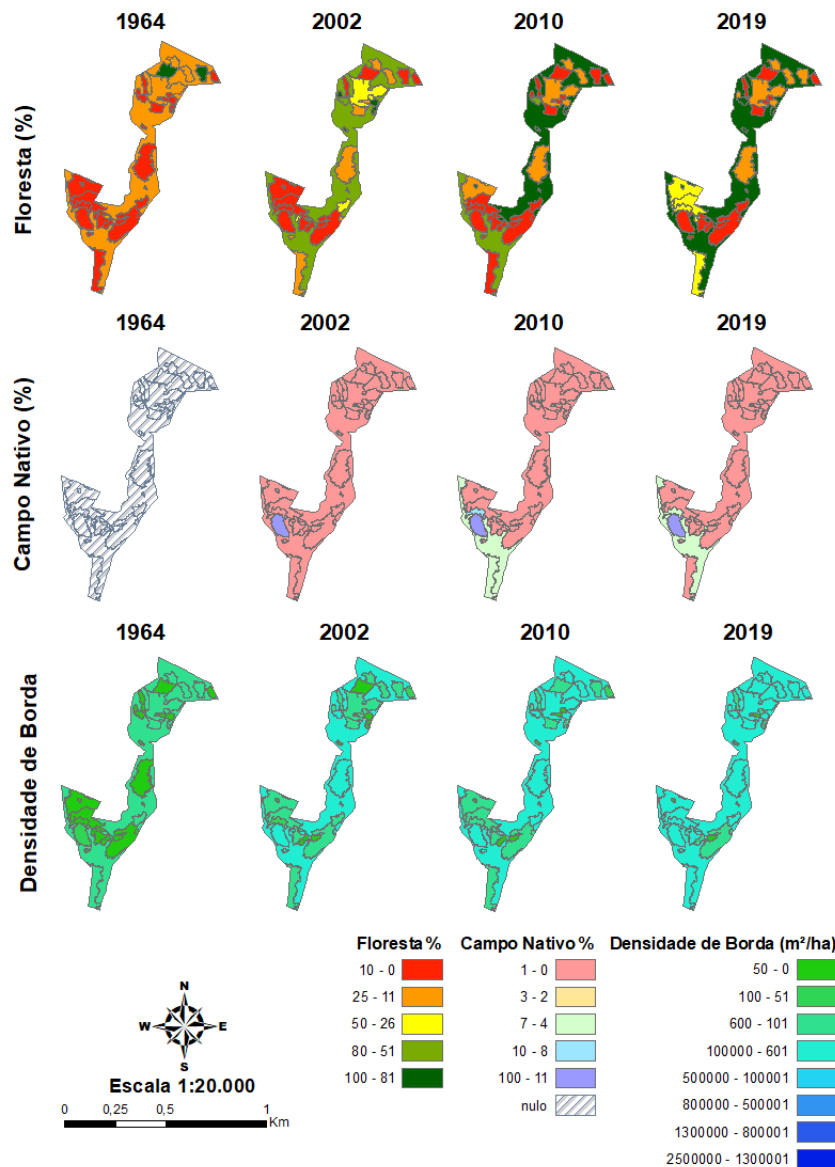 1964 2002 2010 2019
Floresta (%)
1964 2002 2010 2019
Campo Nativo (%)
1964 2002 2010 2019
Densidade de Borda
N
W E
S
Escala 1:20.000
0 0,25 0,5 1
Km
Floresta %
10 - 0
25 - 11
50 - 26
80 - 51
100 - 81
Campo Nativo %
1 - 0
3 - 2
7 - 4
10 - 8
100 - 11
nulo
Densidade de Borda (m²/ha)
50 - 0
100 - 51
600 - 101
100000 - 601
500000 - 100001
800000 - 500001
1300000 - 800001
2500000 - 1300001